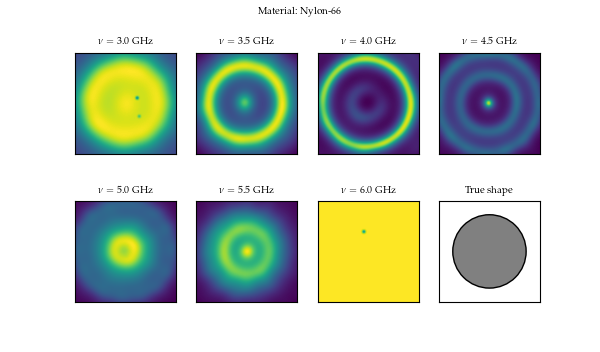 Material: Nylon-66
ν = 3.0 GHz
ν = 3.5 GHz
ν = 4.0 GHz
ν = 4.5 GHz
ν = 5.0 GHz
ν = 5.5 GHz
ν = 6.0 GHz
True shape